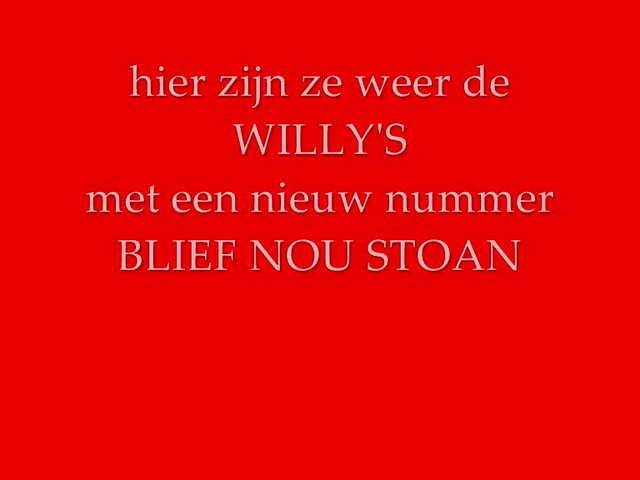 hier zijn ze weer de
WILLY'S
met een nieuw nummer
BLIEF NOU STOAN